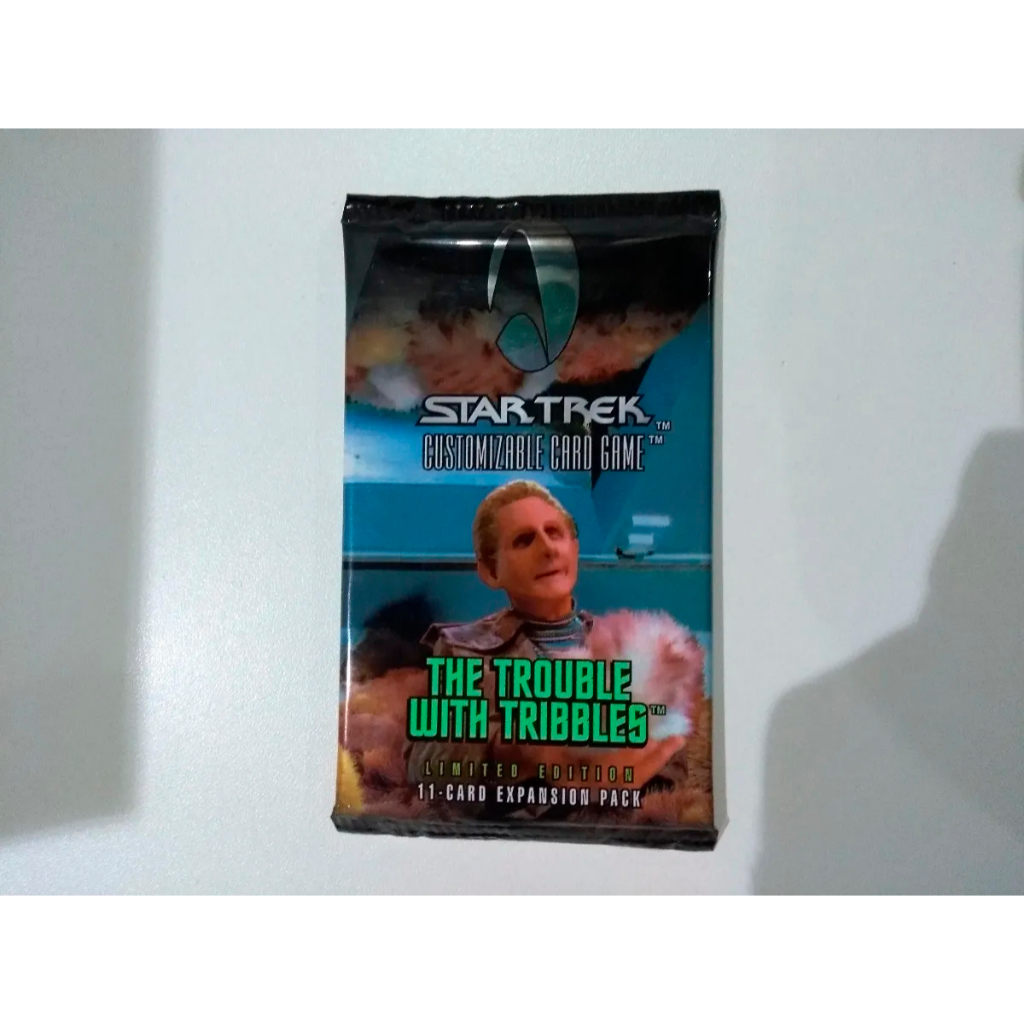 STAR TREK™
CUSTOMIZABLE CARD GAME™
THE TROUBLE
WITH TRIBBLES™
LIMITED EDITION
11-CARD EXPANSION PACK